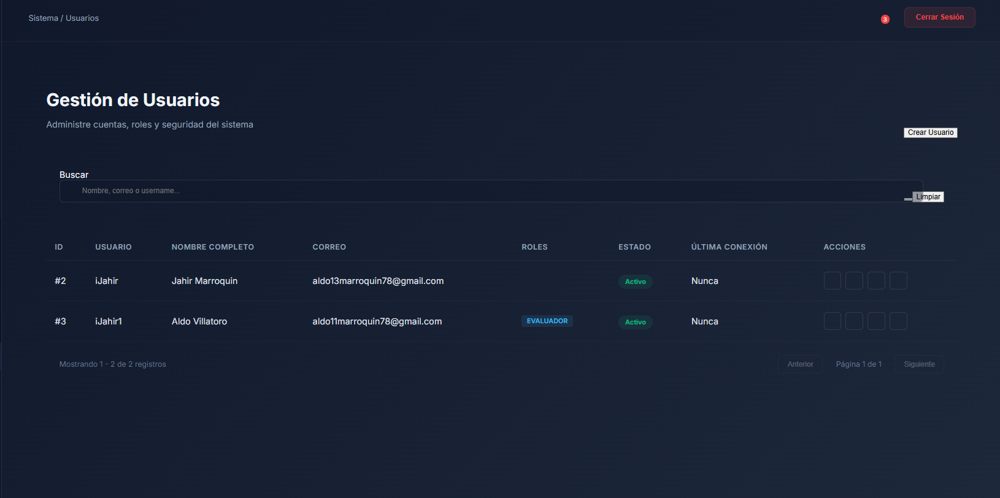 Sistema / Usuarios
3
Cerrar Sesión
Gestión de Usuarios
Administre cuentas, roles y seguridad del sistema
Crear Usuario
Buscar
Nombre, correo o username...
Limpiar
ID USUARIO NOMBRE COMPLETO CORREO ROLES ESTADO ÚLTIMA CONEXIÓN ACCIONES
#2 iJahir Jahir Marroquin aldo13marroquin78@gmail.com Activo Nunca
#3 iJahir1 Aldo Villatoro aldo11marroquin78@gmail.com EVALUADOR Activo Nunca
Mostrando 1 - 2 de 2 registros Anterior Página 1 de 1 Siguiente